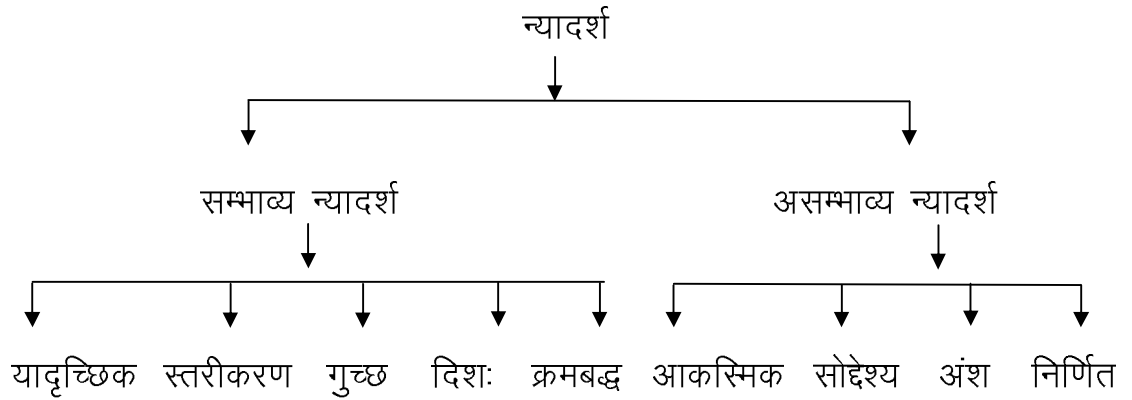 न्यादर्श
सम्भाव्य न्यादर्श असम्भाव्य न्यादर्श
यादृच्छिक स्तरीकरण गुच्छ दिशः क्रमबद्ध आकस्मिक सोद्देश्य अंश निर्णित